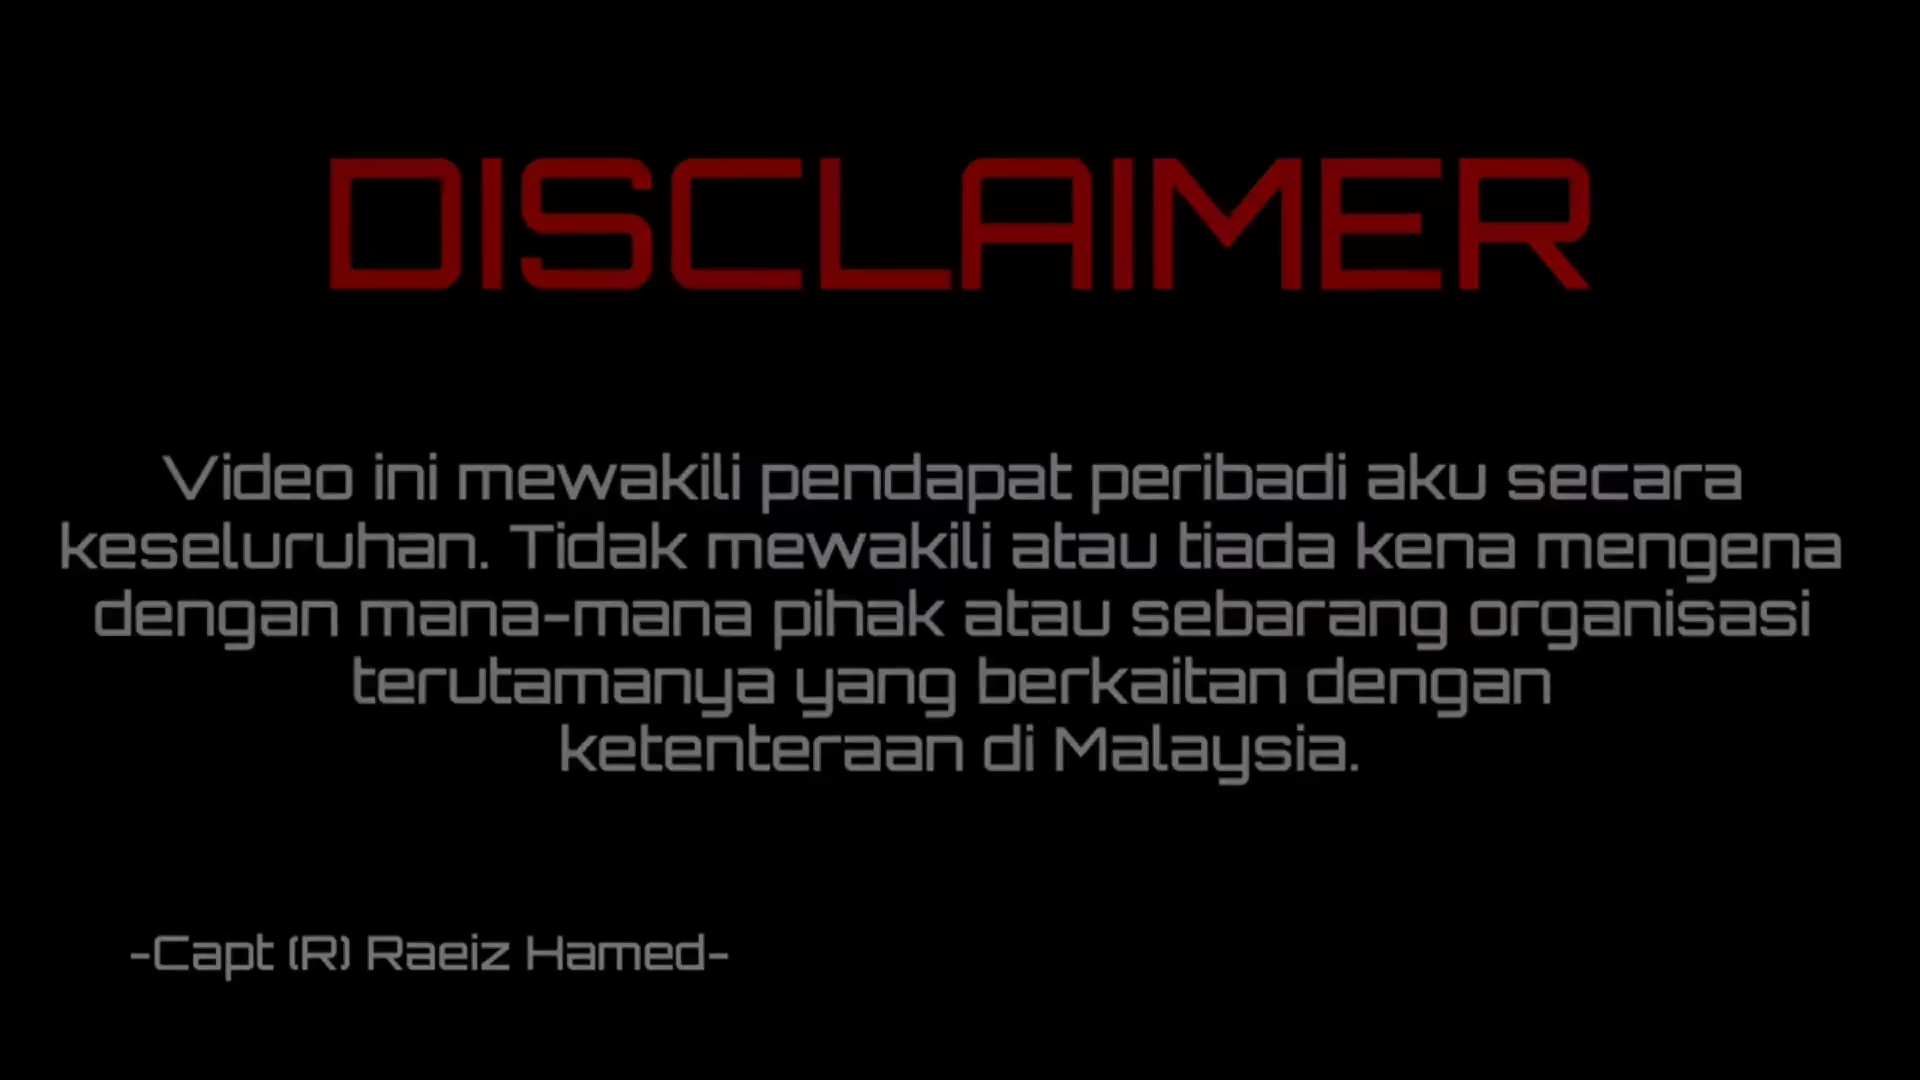 DISCLAIMER
Video ini mewakili pendapat peribadi aku secara
keseluruhan. Tidak mewakili atau tiada kena mengena
dengan mana-mana pihak atau sebarang organisasi
terutamanya yang berkaitan dengan
ketenteraan di Malaysia.
-Capt (R) Raeiz Hamed-